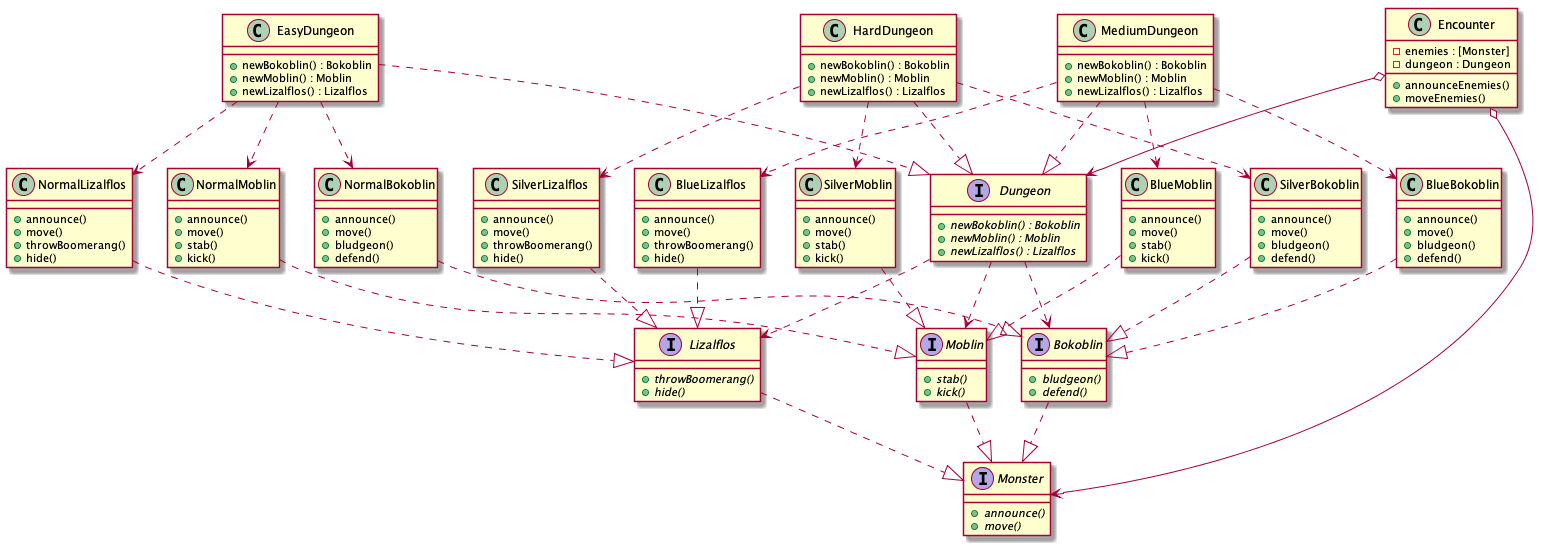 C EasyDungeon
newBokoblin() : Bokoblin
newMoblin() : Moblin
newLizalflos() : Lizalflos
C HardDungeon
newBokoblin() : Bokoblin
newMoblin() : Moblin
newLizalflos() : Lizalflos
C MediumDungeon
newBokoblin() : Bokoblin
newMoblin() : Moblin
newLizalflos() : Lizalflos
C Encounter
enemies : [Monster]
dungeon : Dungeon
announceEnemies()
moveEnemies()
C NormalLizalflos
announce()
move()
throwBoomerang()
hide()
C NormalMoblin
announce()
move()
stab()
kick()
C NormalBokoblin
announce()
move()
bludgeon()
defend()
C SilverLizalflos
announce()
move()
throwBoomerang()
hide()
C BlueLizalflos
announce()
move()
throwBoomerang()
hide()
C SilverMoblin
announce()
move()
stab()
kick()
I Dungeon
newBokoblin() : Bokoblin
newMoblin() : Moblin
newLizalflos() : Lizalflos
C BlueMoblin
announce()
move()
stab()
kick()
C SilverBokoblin
announce()
move()
bludgeon()
defend()
C BlueBokoblin
announce()
move()
bludgeon()
defend()
I Lizalflos
throwBoomerang()
hide()
I Moblin
stab()
kick()
I Bokoblin
bludgeon()
defend()
I Monster
announce()
move()